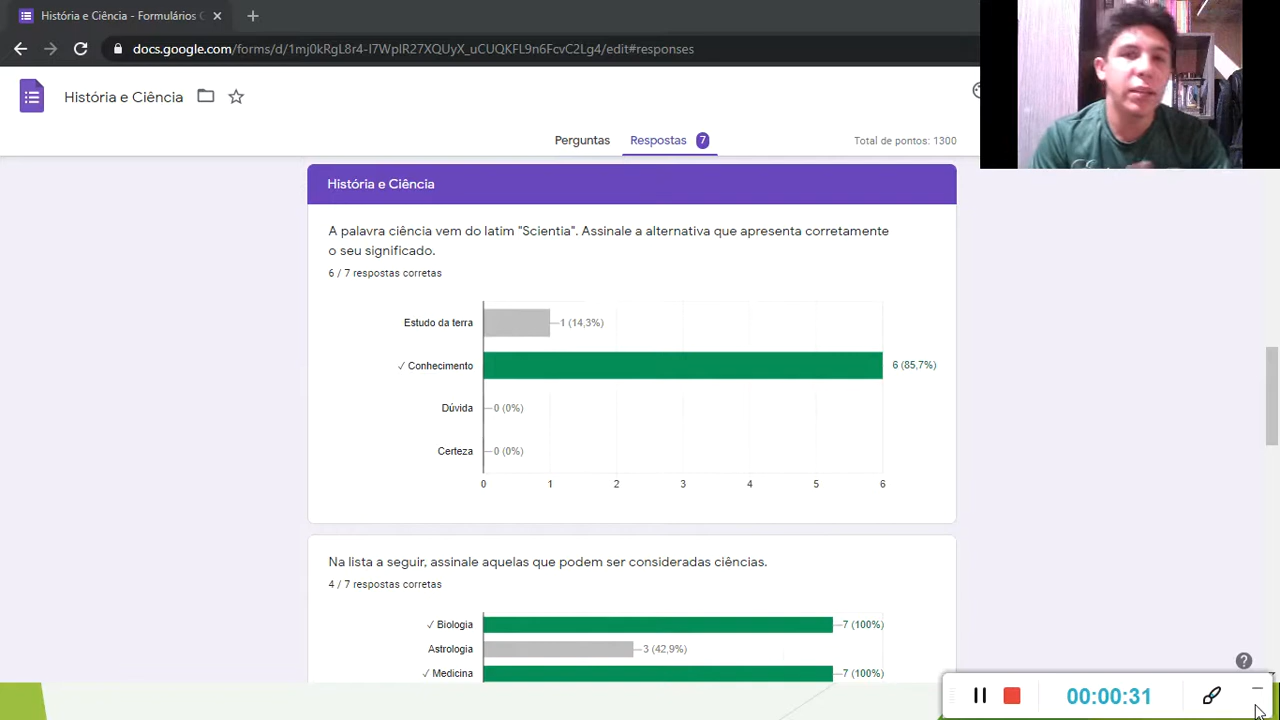 História e Ciência - Formulários G
docs.google.com/forms/d/1mj0kRgL8r4-I7WpIR27XQUyX_uCUQKFL9n6FcvC2Lg4/edit#responses
História e Ciência
Perguntas
Respostas 7
Total de pontos: 1300
História e Ciência
A palavra ciência vem do latim "Scientia". Assinale a alternativa que apresenta corretamente
o seu significado.
6 / 7 respostas corretas
Estudo da terra
1 (14,3%)
✓ Conhecimento
6 (85,7%)
Dúvida
0 (0%)
Certeza
0 (0%)
0 1 2 3 4 5 6
Na lista a seguir, assinale aquelas que podem ser consideradas ciências.
4 / 7 respostas corretas
✓ Biologia
7 (100%)
Astrologia
3 (42,9%)
✓ Medicina
7 (100%)
00:00:31